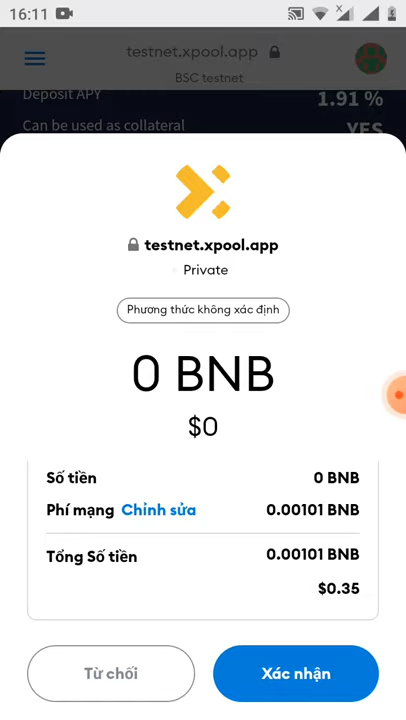 16:11
testnet.xpool.app
BSC testnet
Deposit APY 1.91 %
Can be used as collateral YES
testnet.xpool.app
Private
Phương thức không xác định
0 BNB
$0
Số tiền 0 BNB
Phí mạng Chỉnh sửa 0.00101 BNB
Tổng Số tiền 0.00101 BNB
$0.35
Từ chối Xác nhận